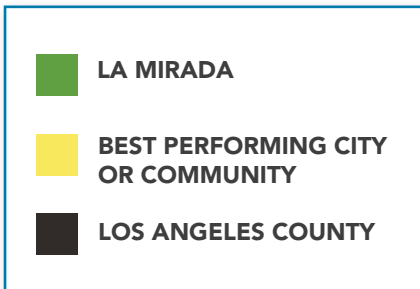 LA MIRADA
BEST PERFORMING CITY
OR COMMUNITY
LOS ANGELES COUNTY